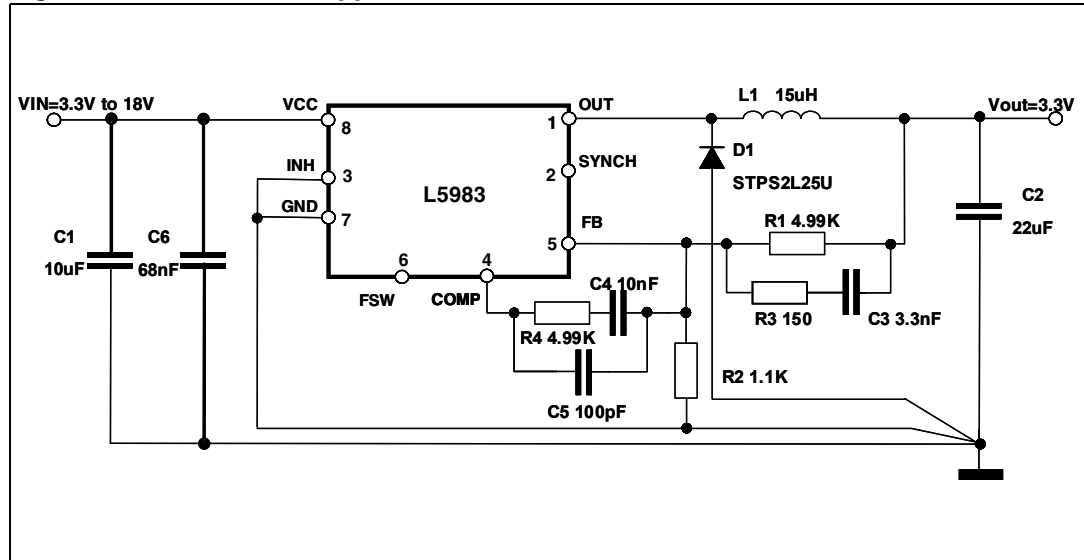 VIN=3.3V to 18V
VCC
8
INH
3
GND
7
L5983
OUT
1
SYNCH
2
FB
5
6
FSW
4
COMP
L1 15uH
Vout=3.3V
D1
STPS2L25U
C2
22uF
R1 4.99K
R3 150
C3 3.3nF
C1
10uF
C6
68nF
C4 10nF
R4 4.99K
C5 100pF
R2 1.1K